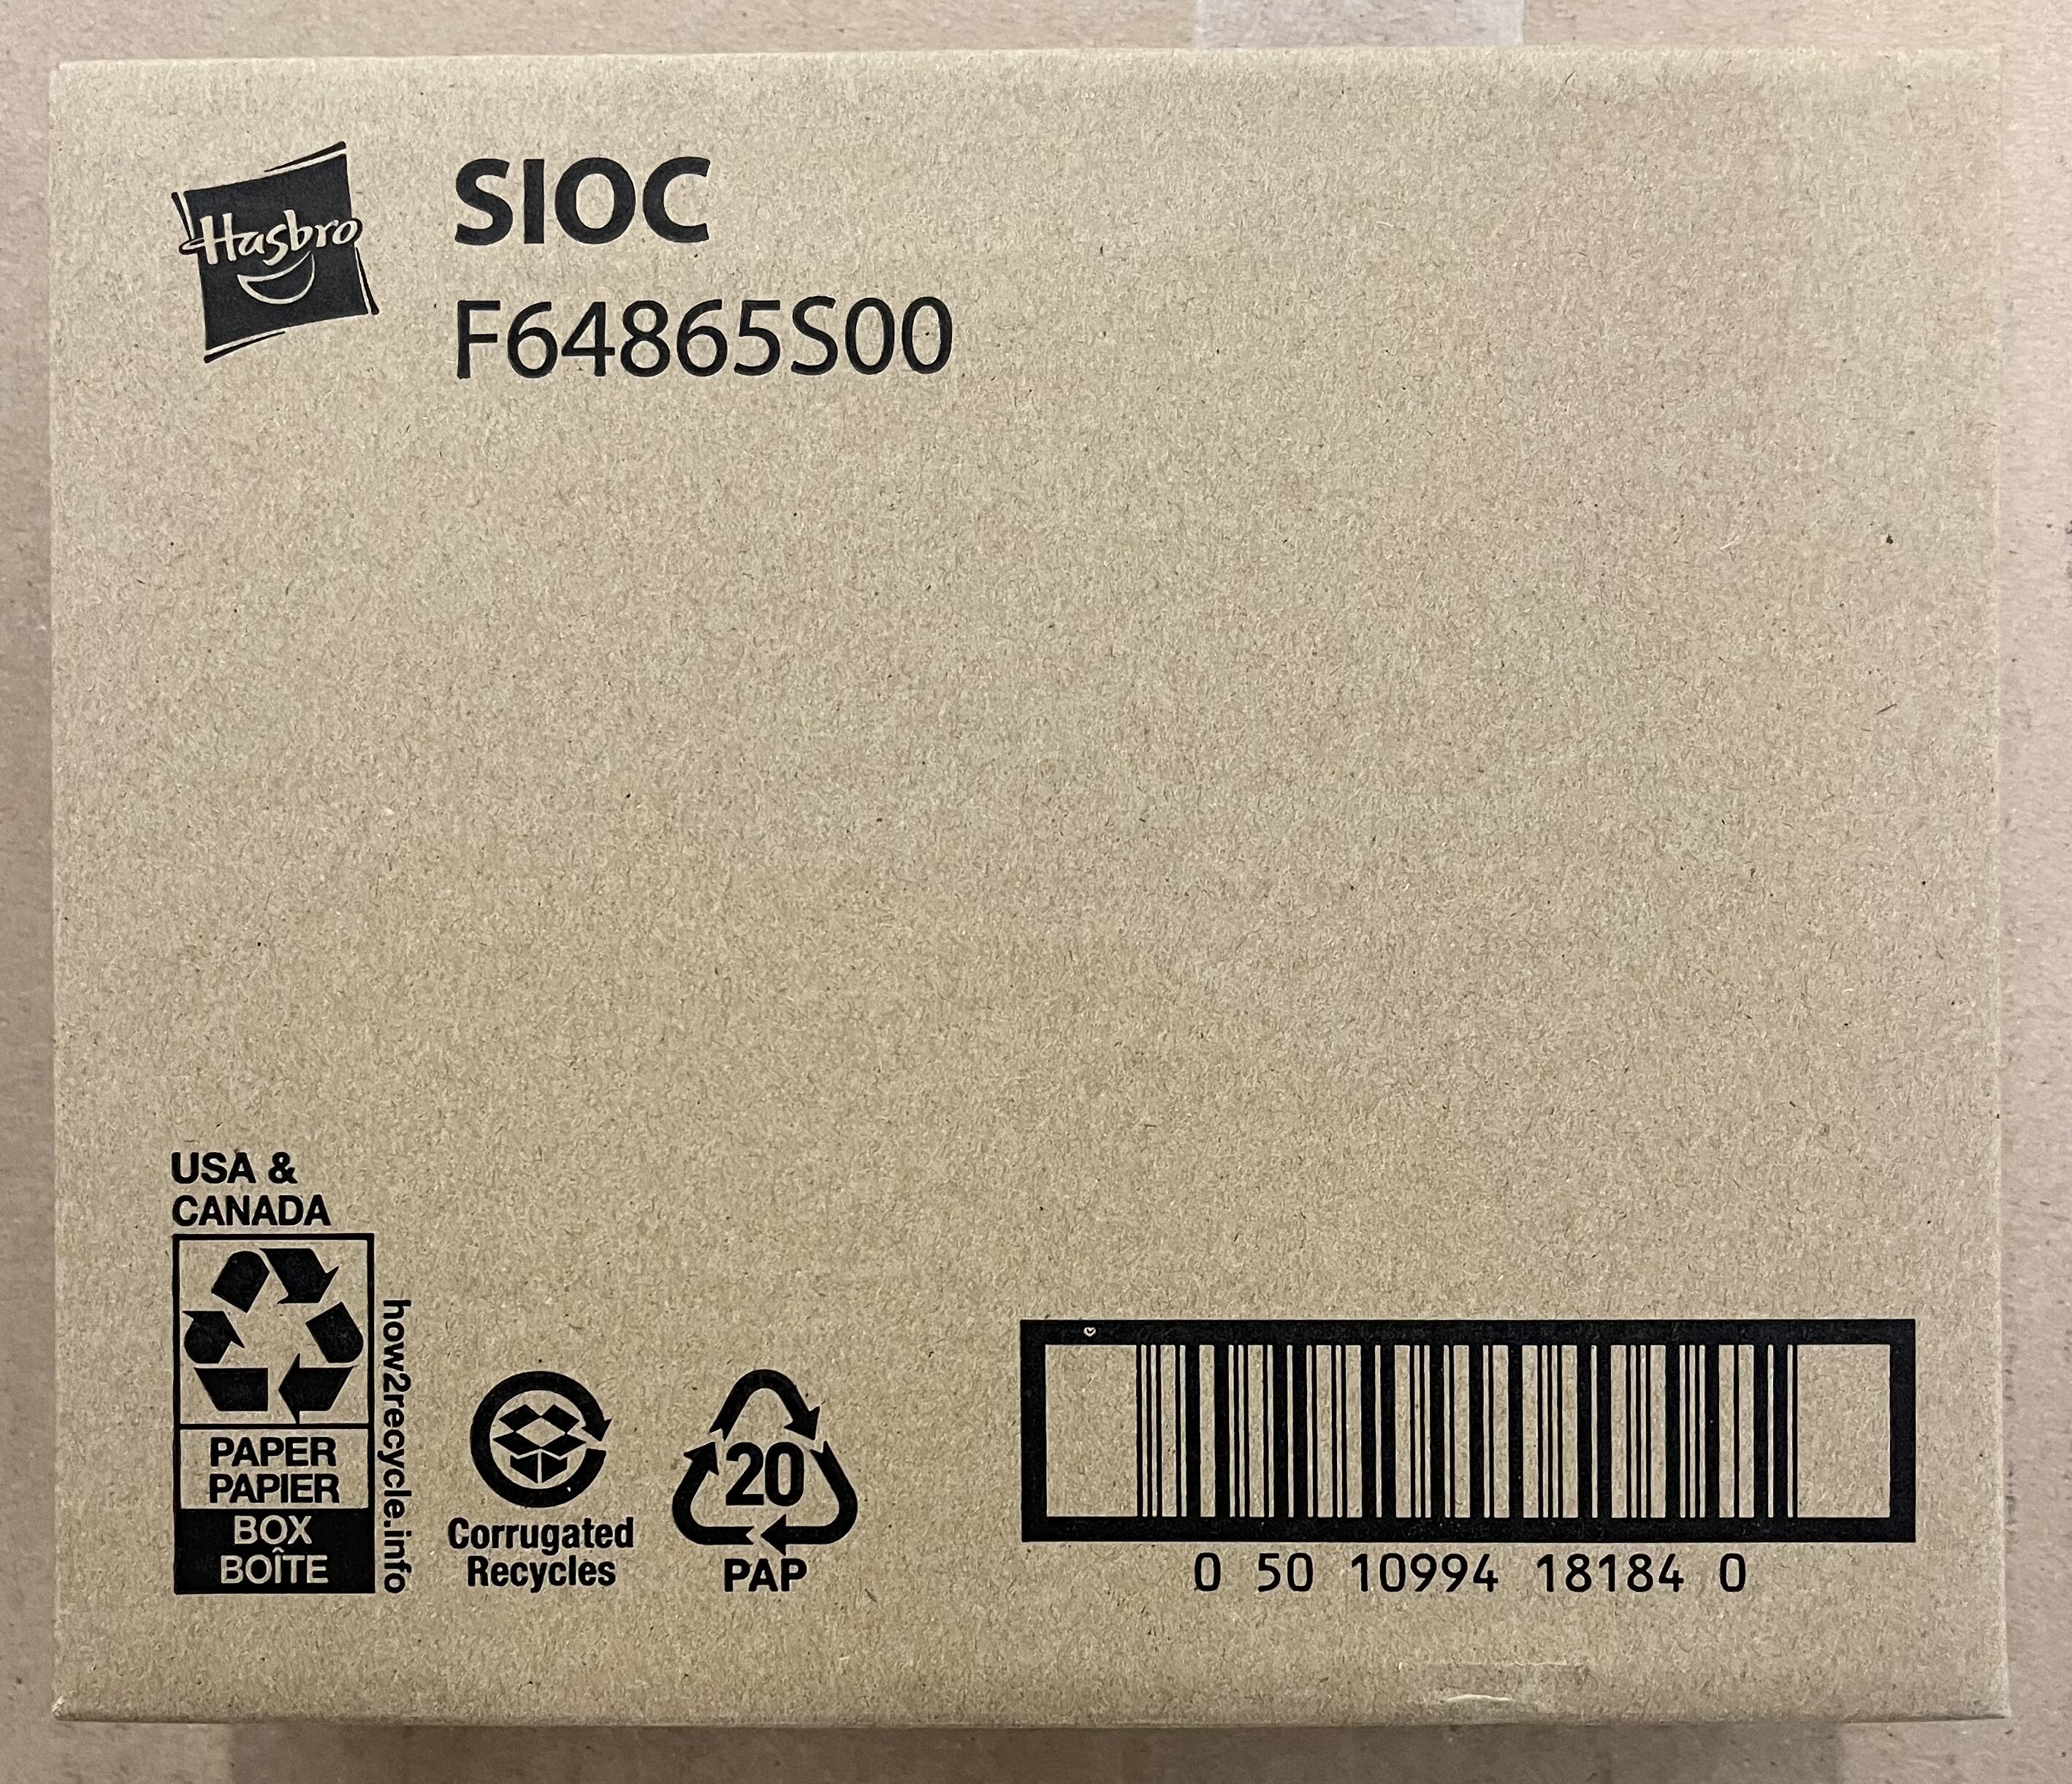 Hasbro
SIOC
F64865S00
USA &
CANADA
how2recycle.info
PAPER
PAPIER
BOX
BOÎTE
Corrugated
Recycles
20
PAP
0 50 10994 18184 0